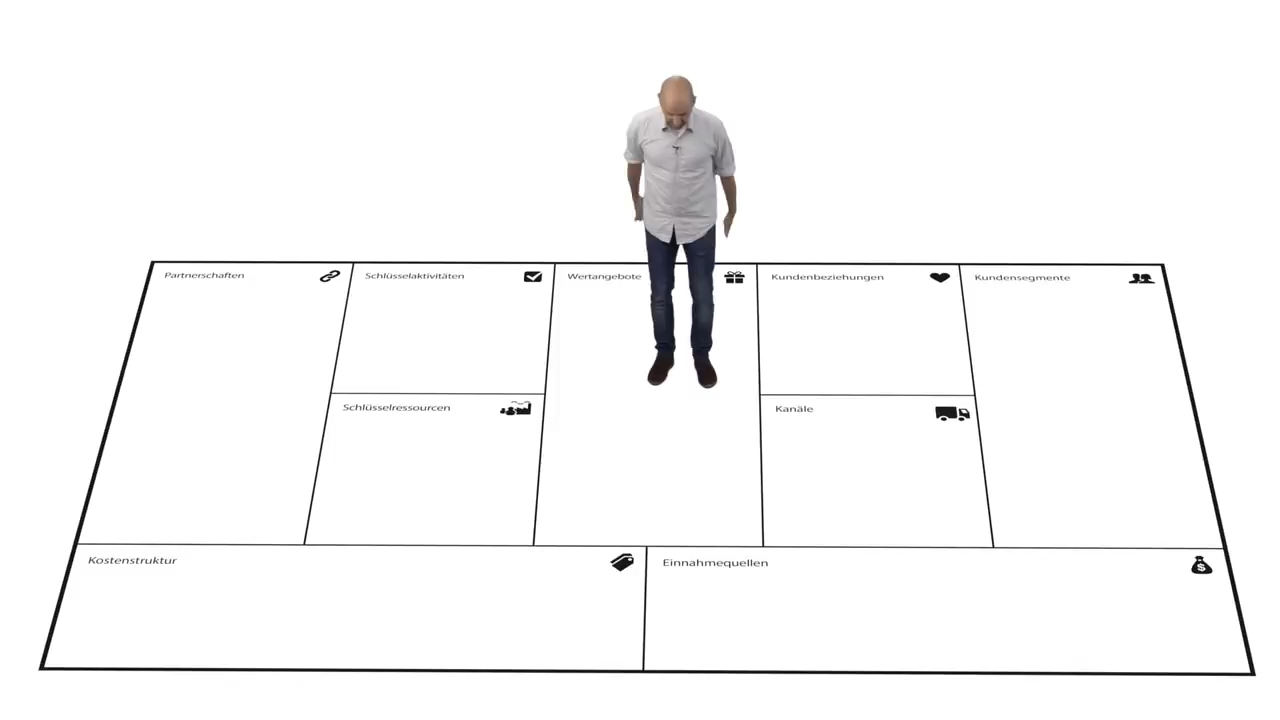 Partnerschaften
Schlüsselaktivitäten
Wertangebote
Kundenbeziehungen
Kundensegmente
Schlüsselressourcen
Kanäle
Kostenstruktur
Einnahmequellen
$